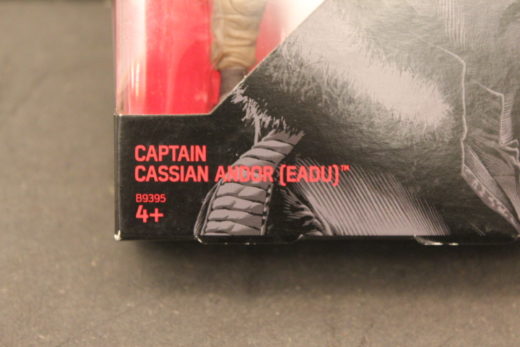 CAPTAIN
CASSIAN ANDOR (EADU)™
B9395
4+